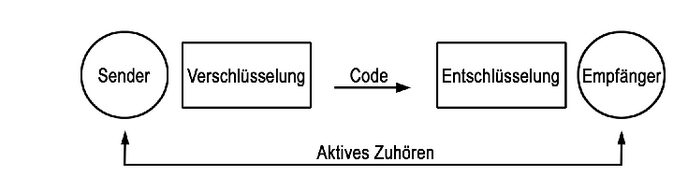 Sender
Verschlüsselung
Code
Entschlüsselung
Empfänger
Aktives Zuhören